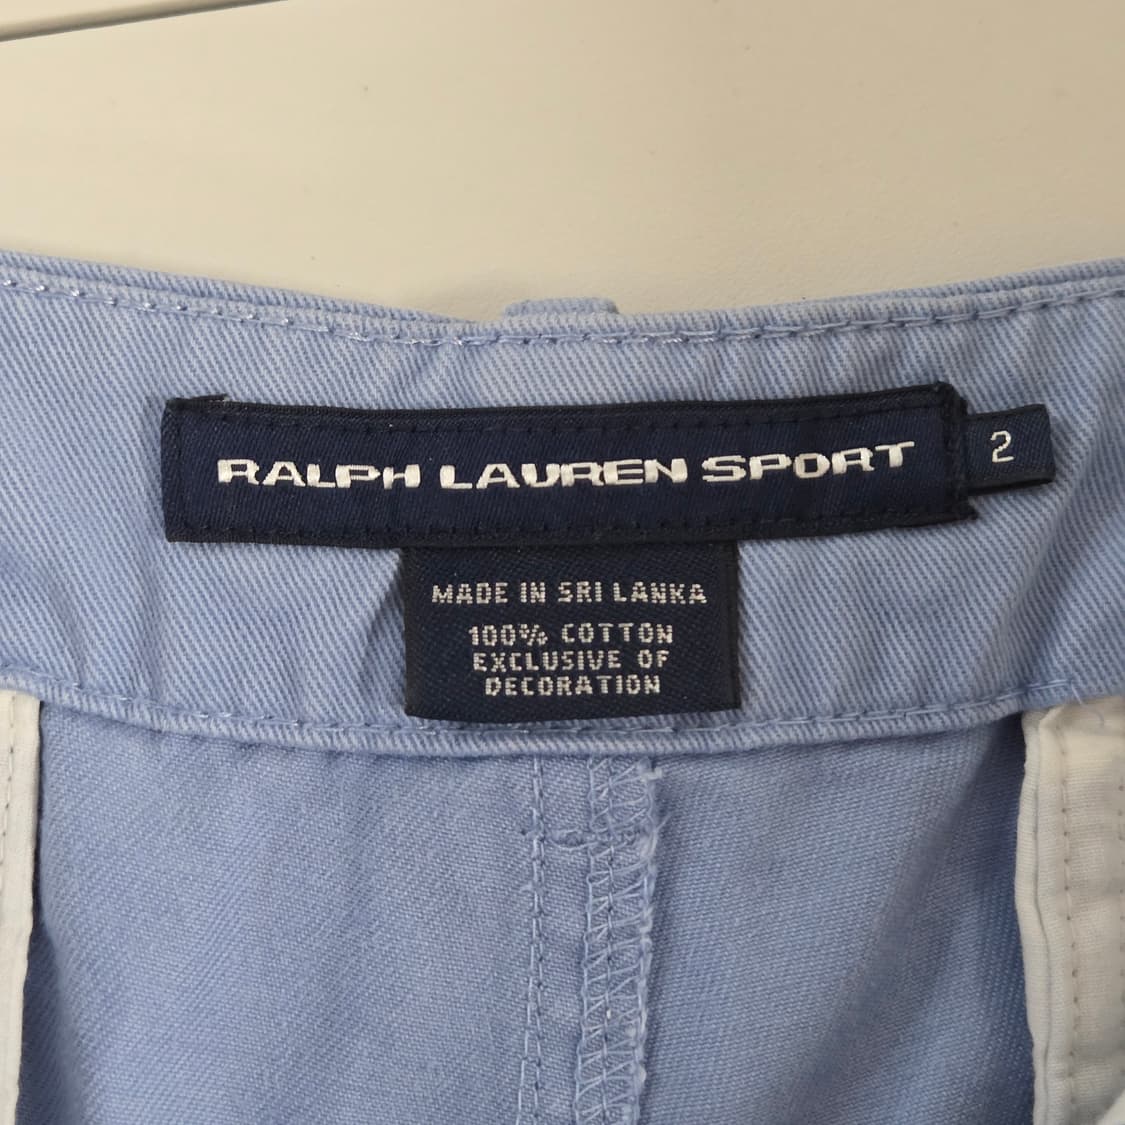 RALPH LAUREN SPORT
2
MADE IN SRI LANKA
100% COTTON
EXCLUSIVE OF
DECORATION